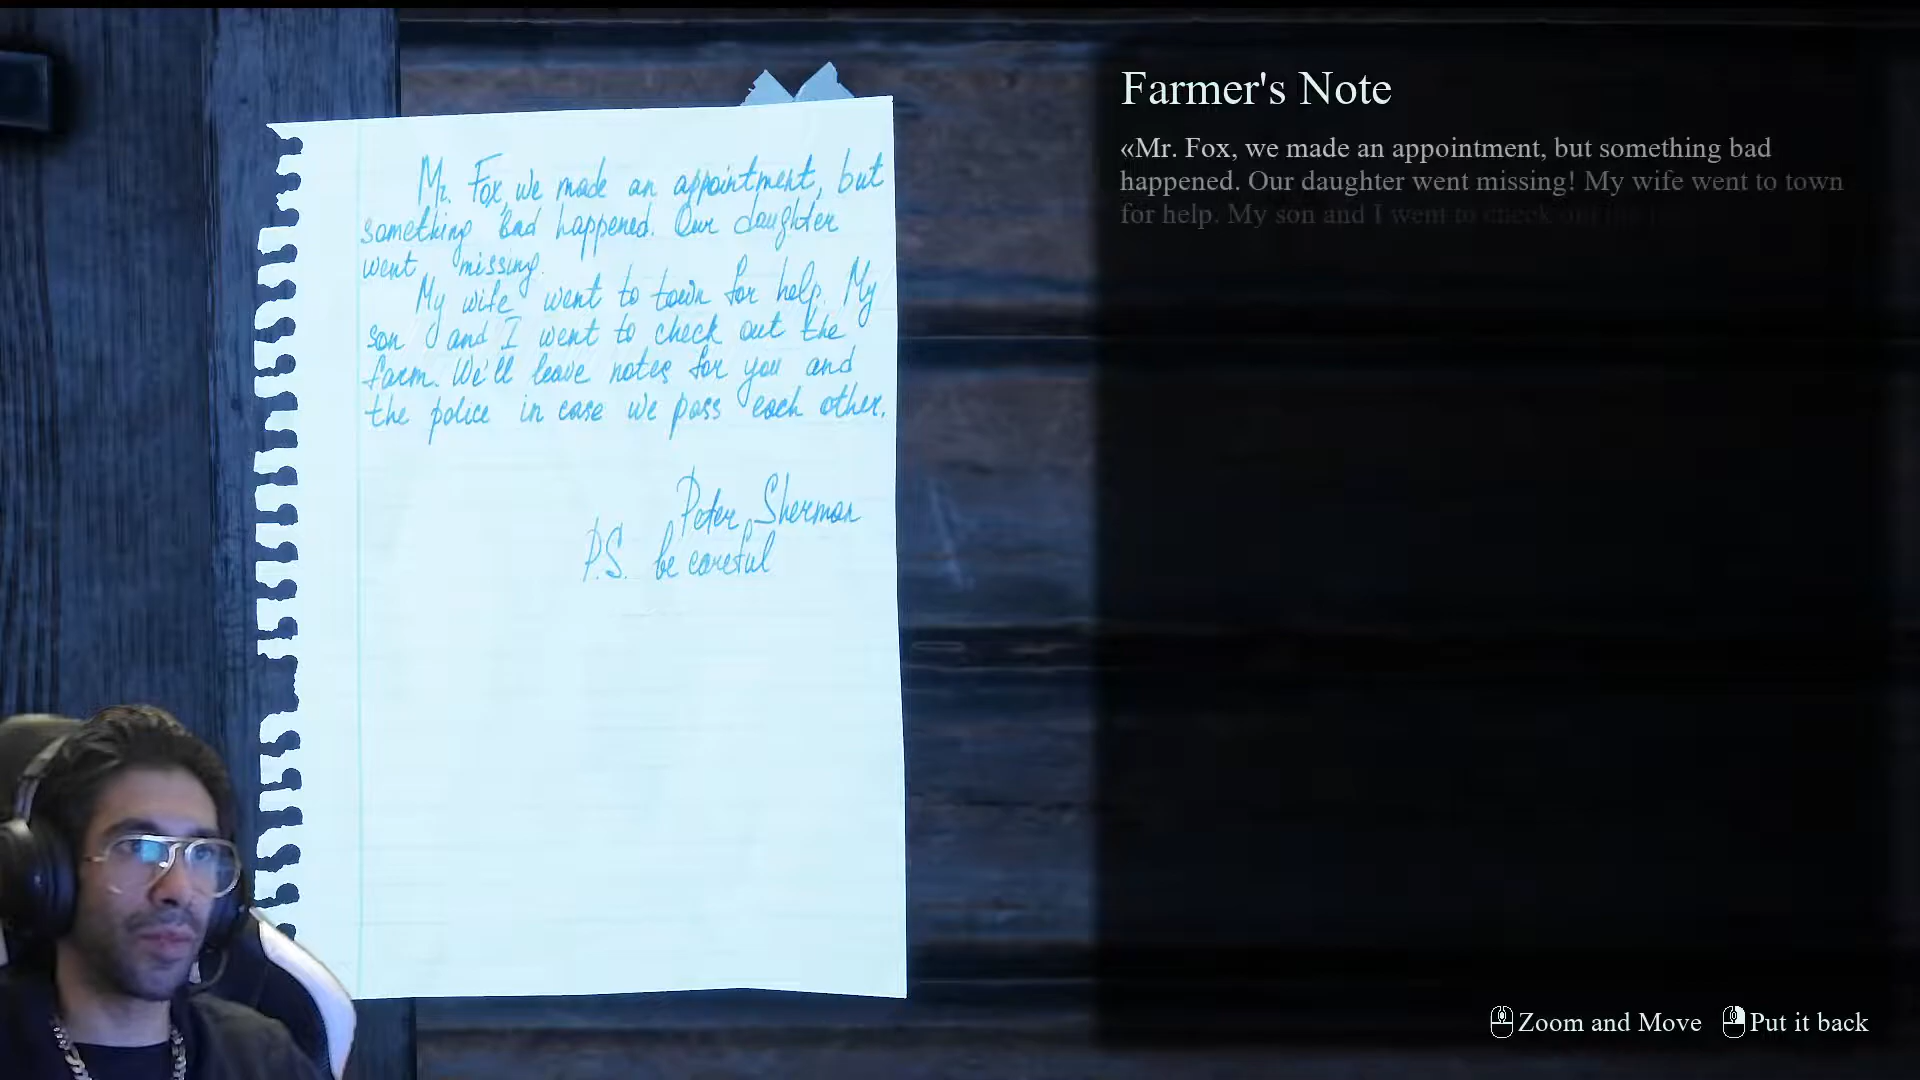 Mr. Fox, we made an appointment, but
something bad happened. Our daughter
went missing.
My wife went to town for help. My
son and I went to check out the
farm. We'll leave notes for you and
the police in case we pass each other.
Peter Sherman
P.S. be careful
Farmer's Note
«Mr. Fox, we made an appointment, but something bad
happened. Our daughter went missing! My wife went to town
for help. My son and I went to check out the
Zoom and Move
Put it back